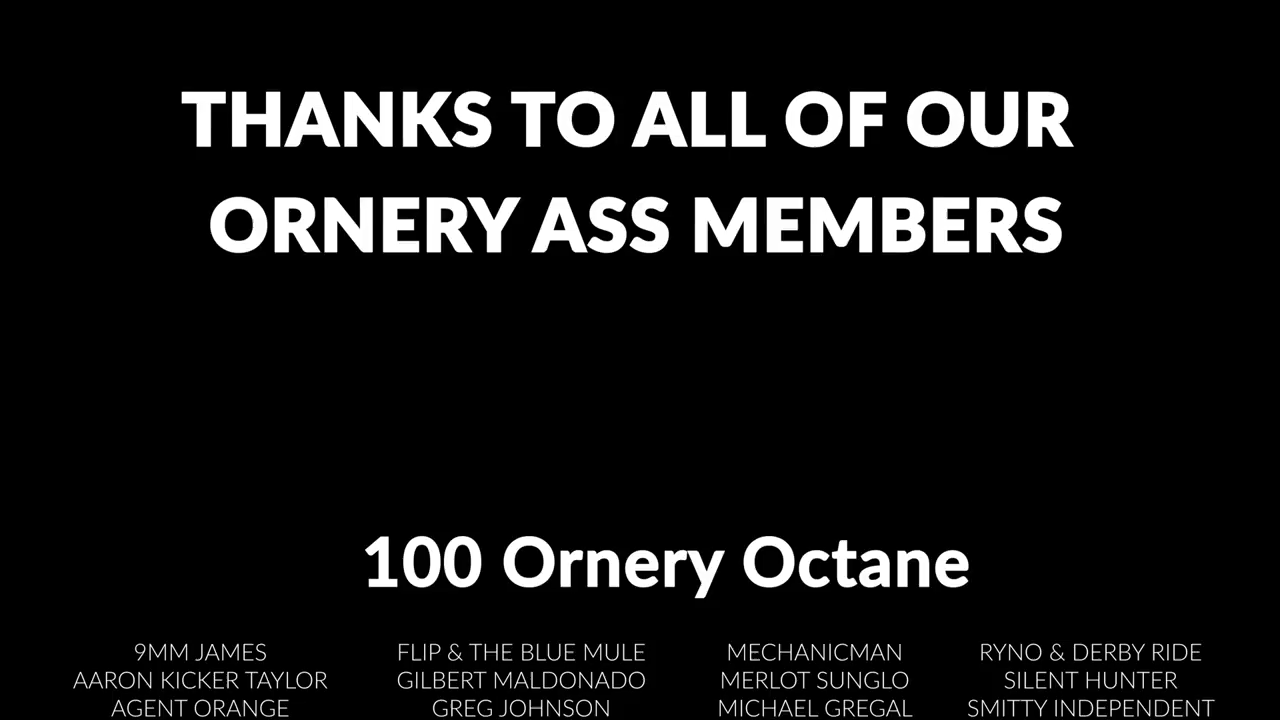 THANKS TO ALL OF OUR
ORNERY ASS MEMBERS
100 Ornery Octane
9MM JAMES
AARON KICKER TAYLOR
AGENT ORANGE
FLIP & THE BLUE MULE
GILBERT MALDONADO
GREG JOHNSON
MECHANICMAN
MERLOT SUNGLO
MICHAEL GREGAL
RYNO & DERBY RIDE
SILENT HUNTER
SMITTY INDEPENDENT